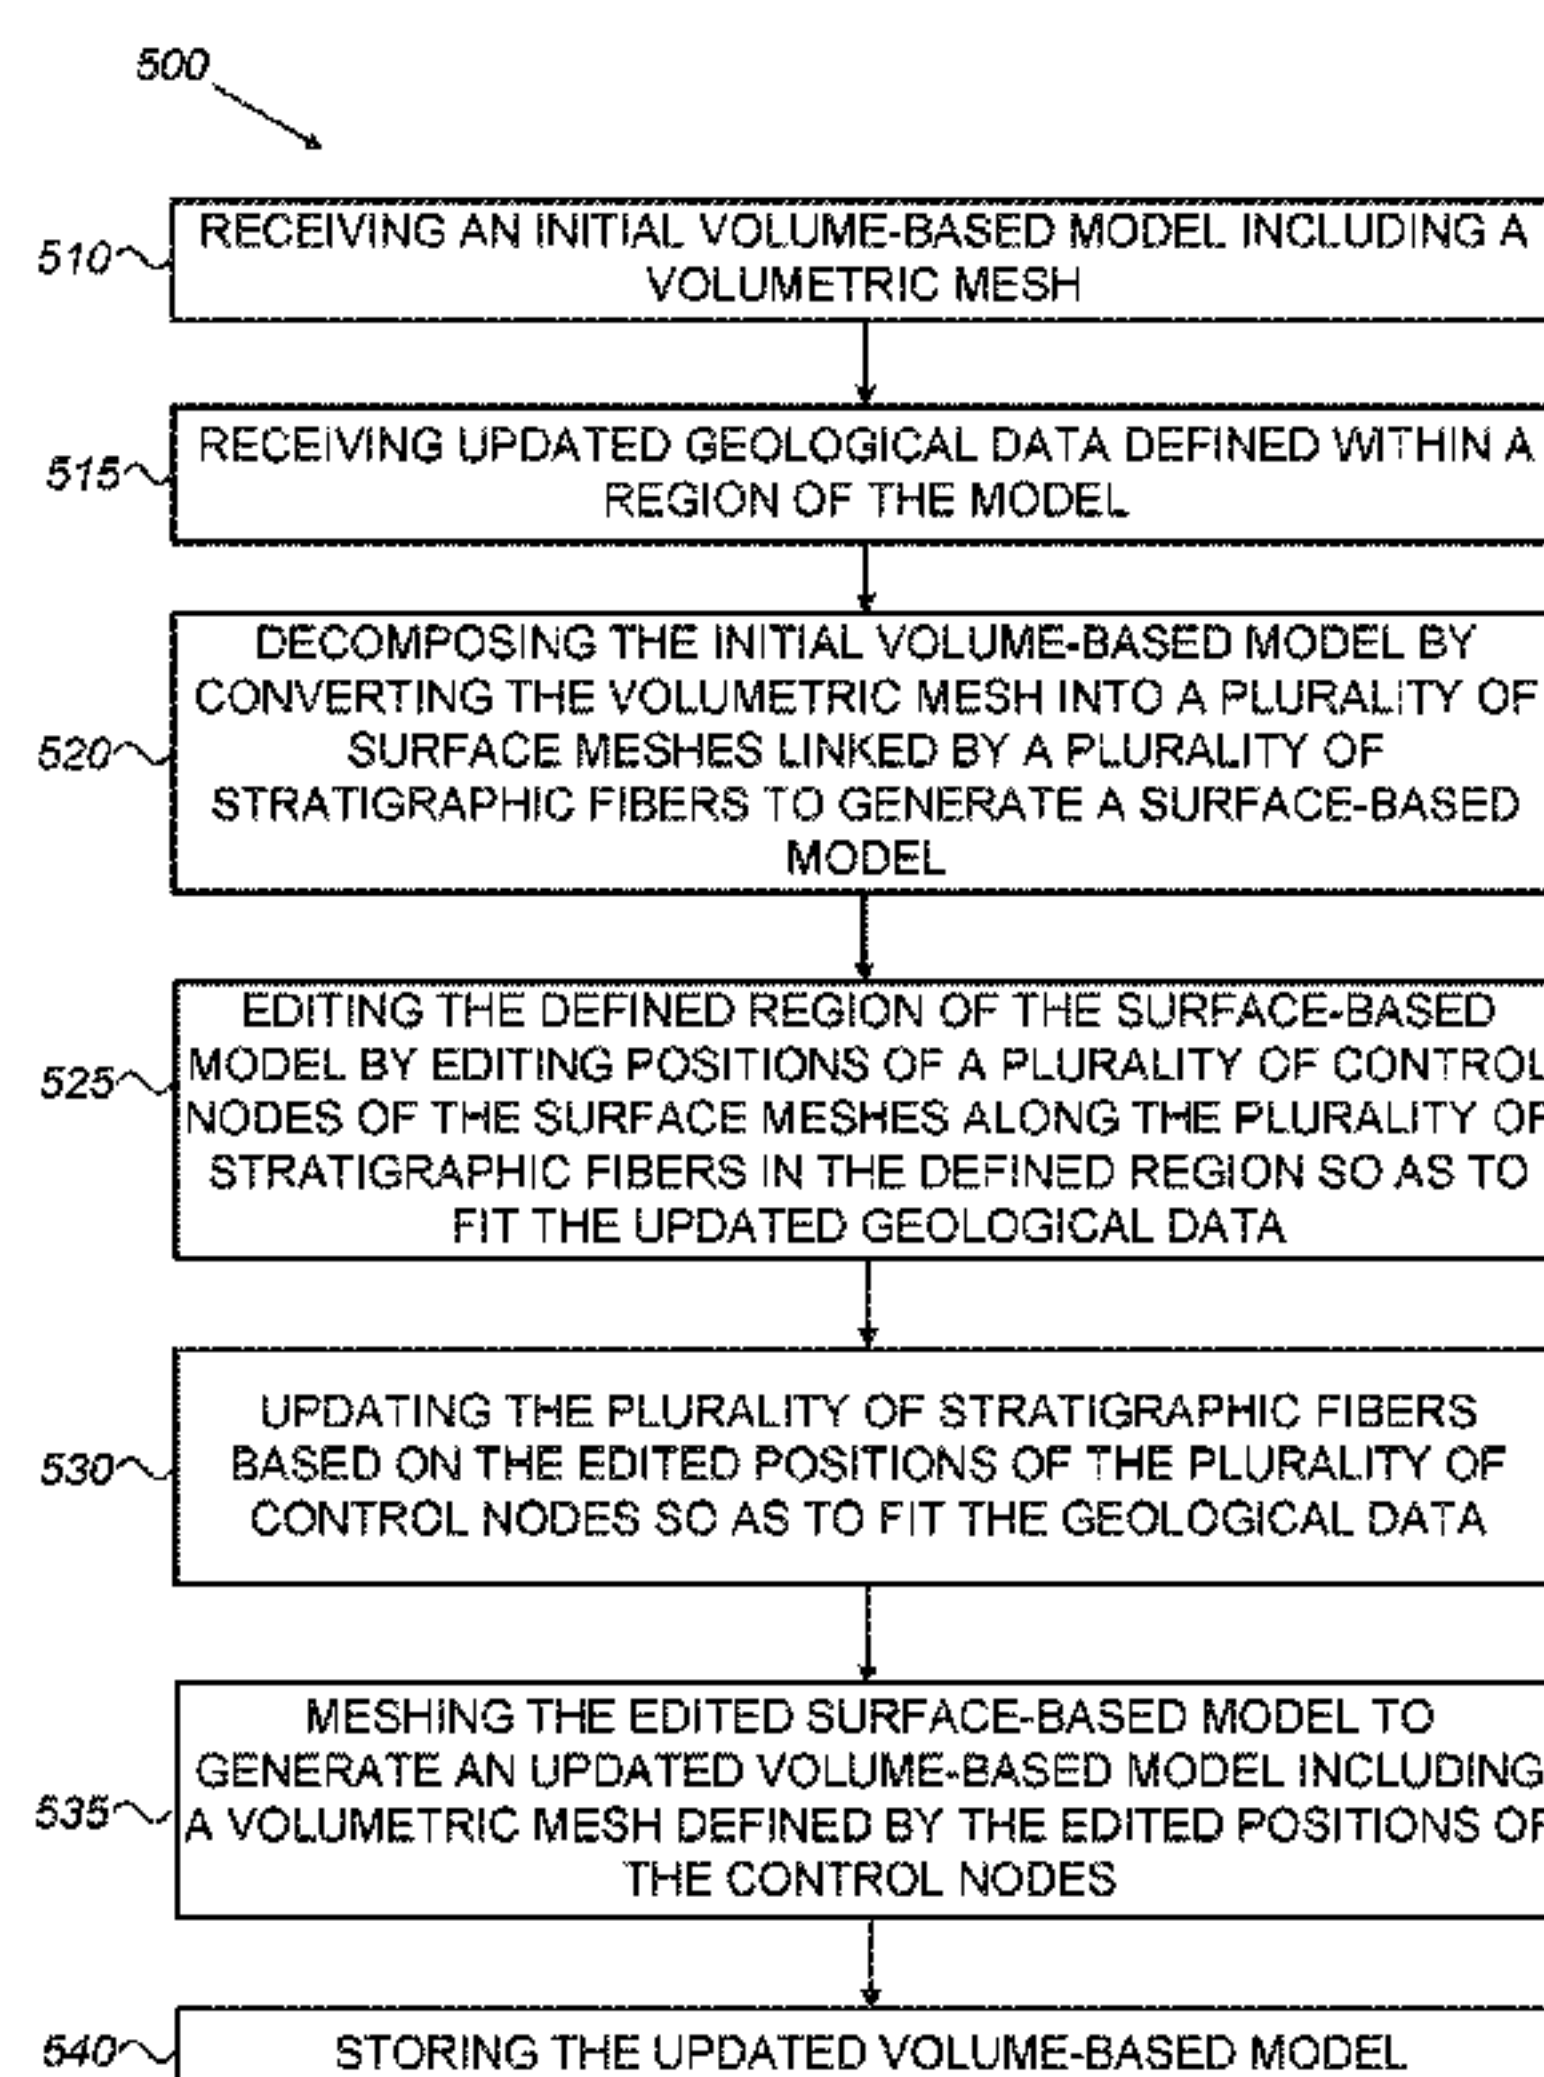 500
510
RECEIVING AN INITIAL VOLUME-BASED MODEL INCLUDING A
VOLUMETRIC MESH
515
RECEIVING UPDATED GEOLOGICAL DATA DEFINED WITHIN A
REGION OF THE MODEL
520
DECOMPOSING THE INITIAL VOLUME-BASED MODEL BY
CONVERTING THE VOLUMETRIC MESH INTO A PLURALITY OF
SURFACE MESHES LINKED BY A PLURALITY OF
STRATIGRAPHIC FIBERS TO GENERATE A SURFACE-BASED
MODEL
525
EDITING THE DEFINED REGION OF THE SURFACE-BASED
MODEL BY EDITING POSITIONS OF A PLURALITY OF CONTROL
NODES OF THE SURFACE MESHES ALONG THE PLURALITY OF
STRATIGRAPHIC FIBERS IN THE DEFINED REGION SO AS TO
FIT THE UPDATED GEOLOGICAL DATA
530
UPDATING THE PLURALITY OF STRATIGRAPHIC FIBERS
BASED ON THE EDITED POSITIONS OF THE PLURALITY OF
CONTROL NODES SO AS TO FIT THE GEOLOGICAL DATA
535
MESHING THE EDITED SURFACE-BASED MODEL TO
GENERATE AN UPDATED VOLUME-BASED MODEL INCLUDING
A VOLUMETRIC MESH DEFINED BY THE EDITED POSITIONS OF
THE CONTROL NODES
540
STORING THE UPDATED VOLUME-BASED MODEL